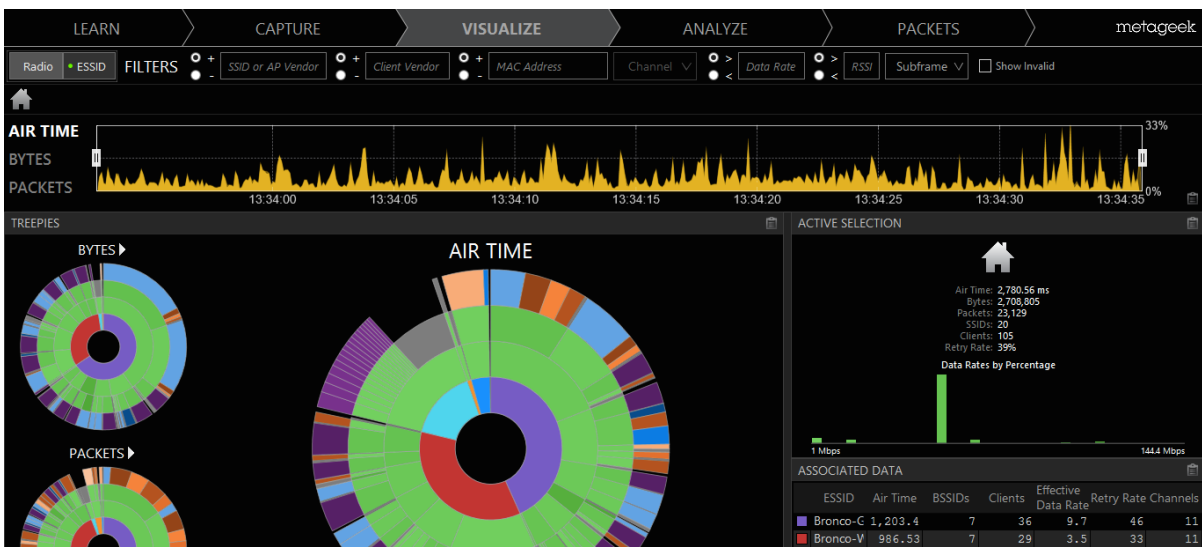 LEARN CAPTURE VISUALIZE ANALYZE PACKETS metageek
Radio • ESSID FILTERS + - SSID or AP Vendor + - Client Vendor + - MAC Address Channel > < Data Rate > < RSSI Subframe Show Invalid
AIR TIME
BYTES
PACKETS
33%
0%
13:34:00 13:34:05 13:34:10 13:34:15 13:34:20 13:34:25 13:34:30 13:34:35
TREEPIES
BYTES
AIR TIME
PACKETS
ACTIVE SELECTION
Air Time: 2,780.56 ms
Bytes: 2,708,805
Packets: 23,129
SSIDs: 20
Clients: 105
Retry Rate: 39%
Data Rates by Percentage
1 Mbps 144.4 Mbps
ASSOCIATED DATA
ESSID Air Time BSSIDs Clients Effective Data Rate Retry Rate Channels
Bronco-G 1,203.4 7 36 9.7 46 11
Bronco-W 986.53 7 29 3.5 33 11